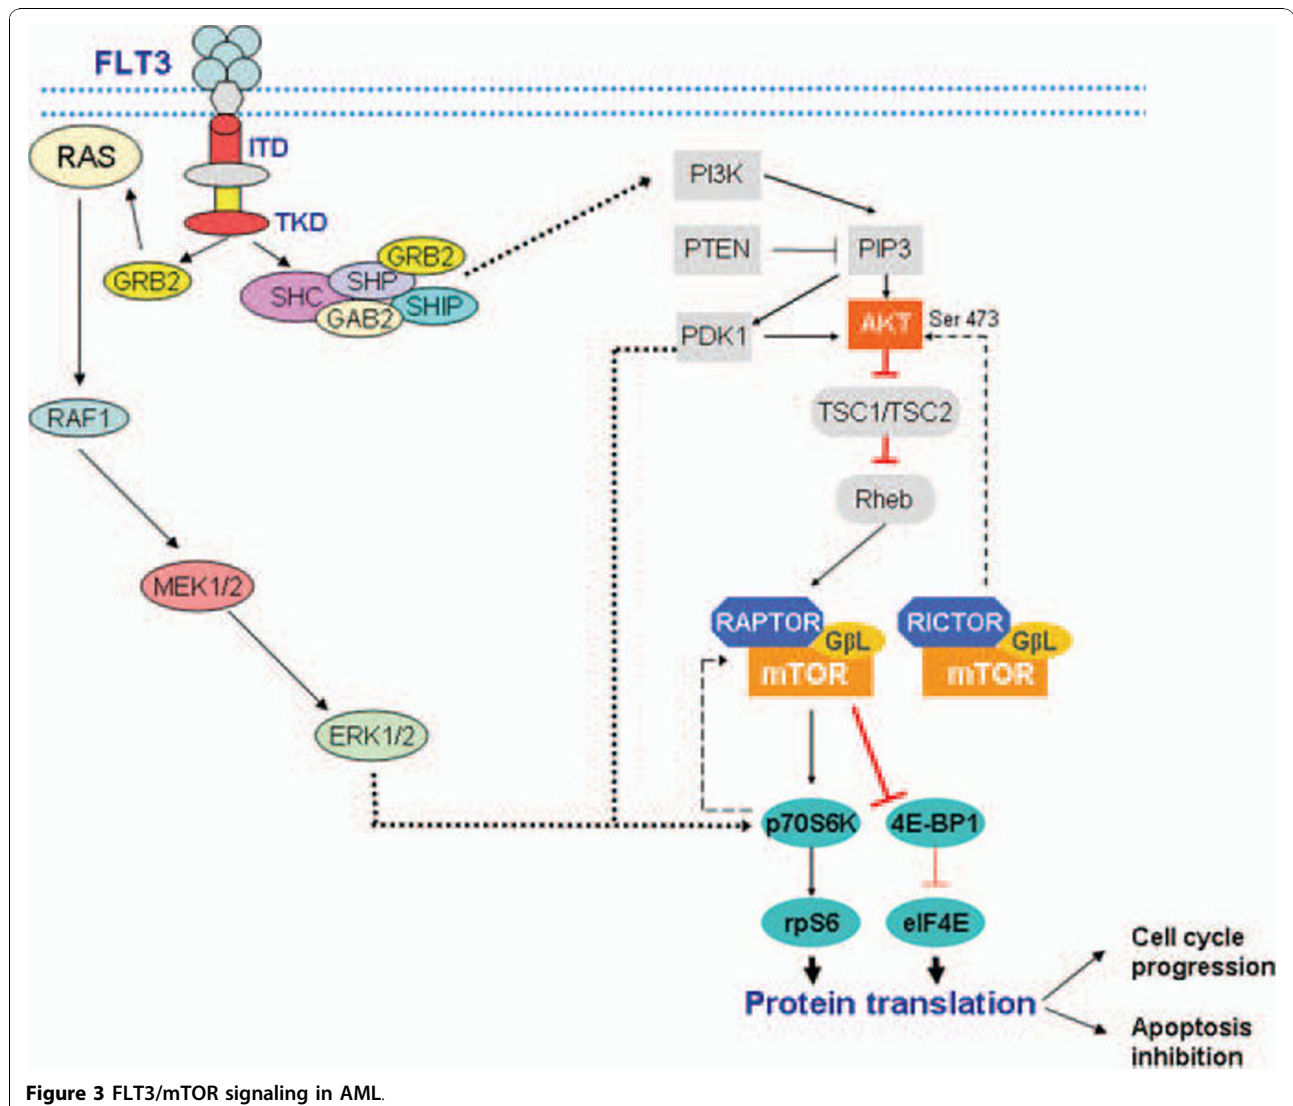 FLT3
ITD
RAS
TKD
GRB2
GRB2
SHP
SHC
SHIP
GAB2
PI3K
PTEN
PIP3
PDK1
AKT
Ser 473
TSC1/TSC2
Rheb
RAF1
MEK1/2
ERK1/2
RAPTOR
GβL
mTOR
RICTOR
GβL
mTOR
p70S6K
4E-BP1
rpS6
eIF4E
Protein translation
Cell cycle
progression
Apoptosis
inhibition
Figure 3 FLT3/mTOR signaling in AML.